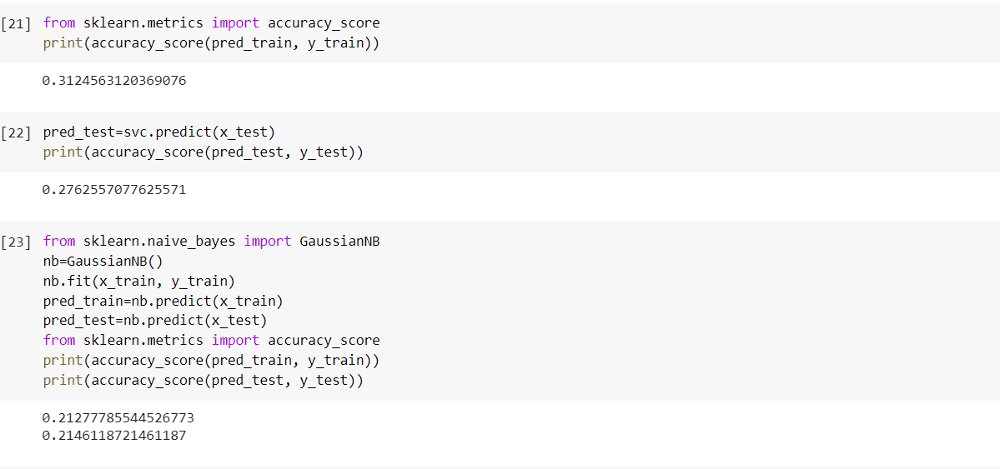 [21] from sklearn.metrics import accuracy_score
print(accuracy_score(pred_train, y_train))
0.3124563120369076
[22] pred_test=svc.predict(x_test)
print(accuracy_score(pred_test, y_test))
0.2762557077625571
[23] from sklearn.naive_bayes import GaussianNB
nb=GaussianNB()
nb.fit(x_train, y_train)
pred_train=nb.predict(x_train)
pred_test=nb.predict(x_test)
from sklearn.metrics import accuracy_score
print(accuracy_score(pred_train, y_train))
print(accuracy_score(pred_test, y_test))
0.21277785544526773
0.2146118721461187